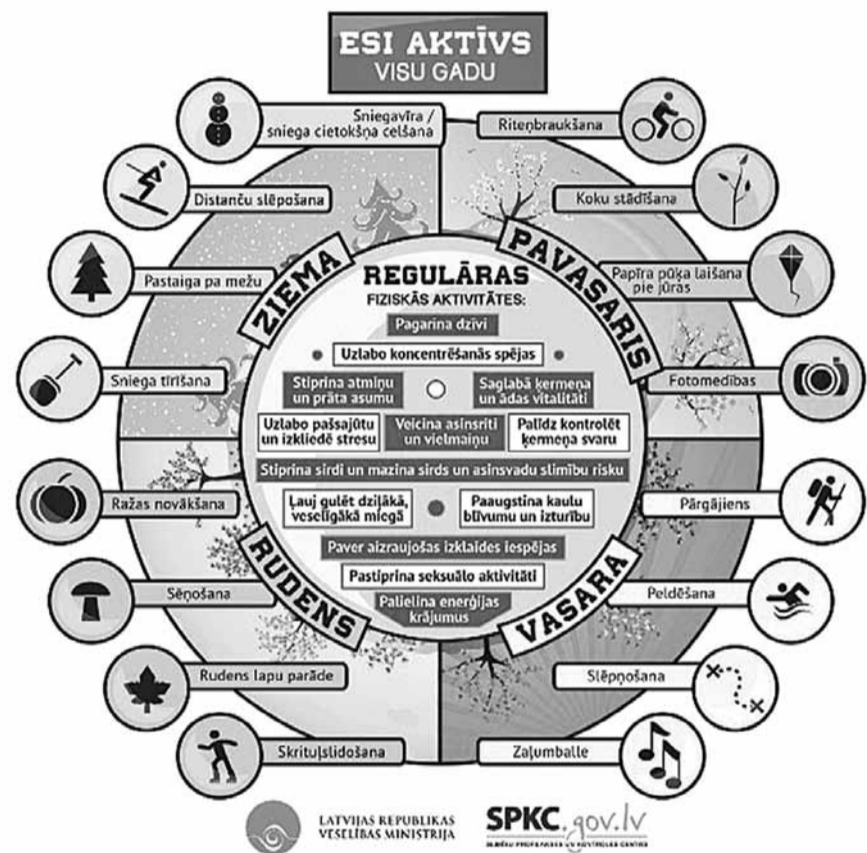 ESI AKTĪVS
VISU GADU
Sniegavīra /
sniega cietokšņa celšana
Distanču slēpošana
Pastaiga pa mežu
Sniega tīrīšana
ZIEMA
Riteņbraukšana
Koku stādīšana
Papīra pūķa laišana
pie jūras
Fotomedības
PAVASARIS
REGULĀRAS
FIZISKĀS AKTIVITĀTES:
Pagarina dzīvi
Uzlabo koncentrēšanās spējas
Stiprina atmiņu
un prāta asumu
Saglabā ķermeņa
un ādas vitalitāti
Uzlabo pašsajūtu
un izkliedē stresu
Veicina asinsriti
un vielmaiņu
Palīdz kontrolēt
ķermeņa svaru
Stiprina sirdi un mazina sirds un asinsvadu slimību risku
Ļauj gulēt dziļākā,
veselīgākā miegā
Paaugstina kaulu
blīvumu un izturību
Paver aizraujošas izklaides iespējas
Pastiprina seksuālo aktivitāti
Palielina enerģijas
krājumus
RUDENS
Ražas novākšana
Sēņošana
Rudens lapu parāde
Skrituļslidošana
VASARA
Pārgājiens
Peldēšana
Slēpņošana
Zaļumballe
LATVIJAS REPUBLIKAS
VESELĪBAS MINISTRIJA
SPKC.gov.lv
SLIMĪBU PROFILAKSES UN KONTROLES CENTRS